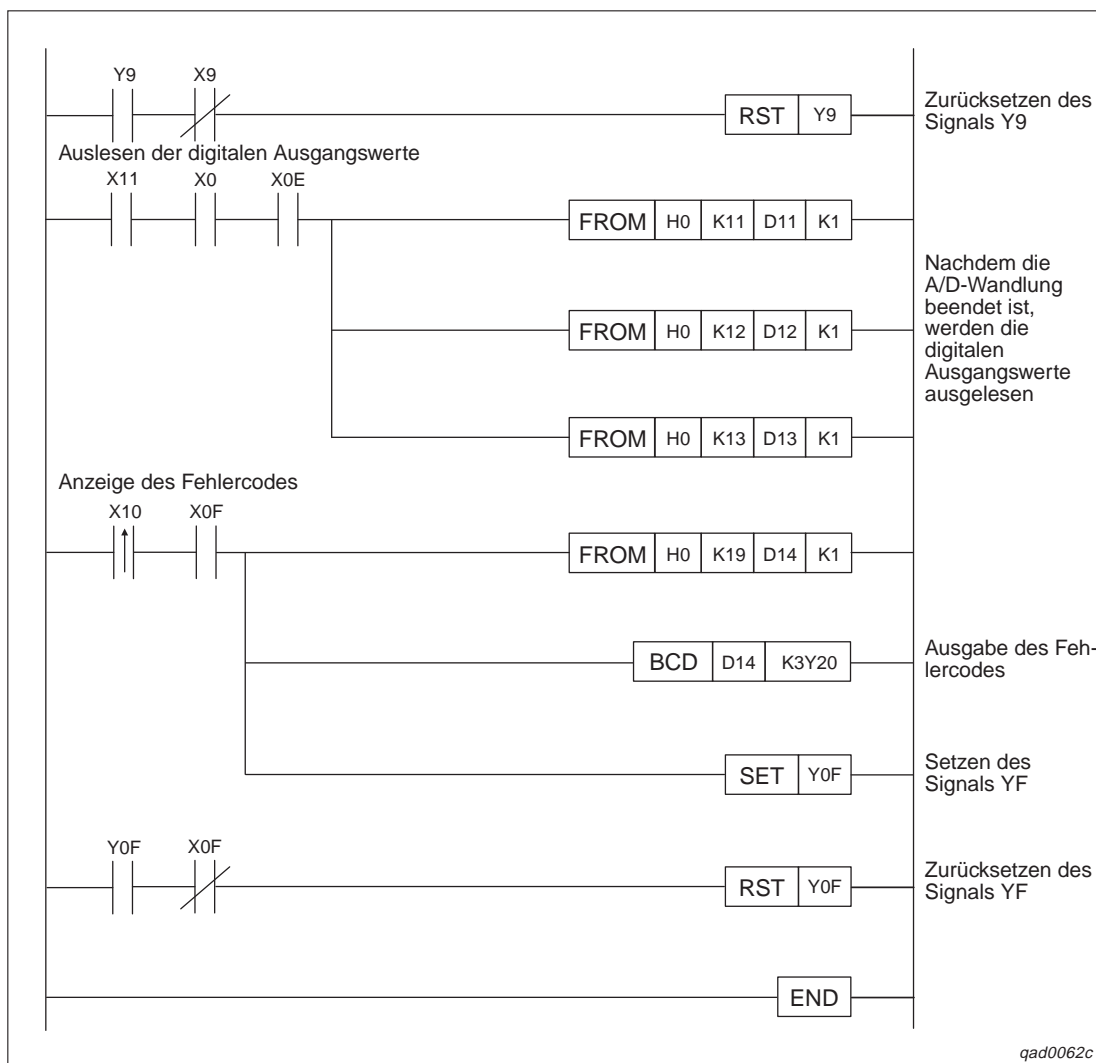 Y9 X9
RST Y9
Zurücksetzen des
Signals Y9
Auslesen der digitalen Ausgangswerte
X11 X0 X0E
FROM H0 K11 D11 K1
FROM H0 K12 D12 K1
FROM H0 K13 D13 K1
Nachdem die
A/D-Wandlung
beendet ist,
werden die
digitalen
Ausgangswerte
ausgelesen
Anzeige des Fehlercodes
X10 X0F
FROM H0 K19 D14 K1
BCD D14 K3Y20
Ausgabe des Feh-
lercodes
SET Y0F
Setzen des
Signals YF
Y0F X0F
RST Y0F
Zurücksetzen des
Signals YF
END
qad0062c